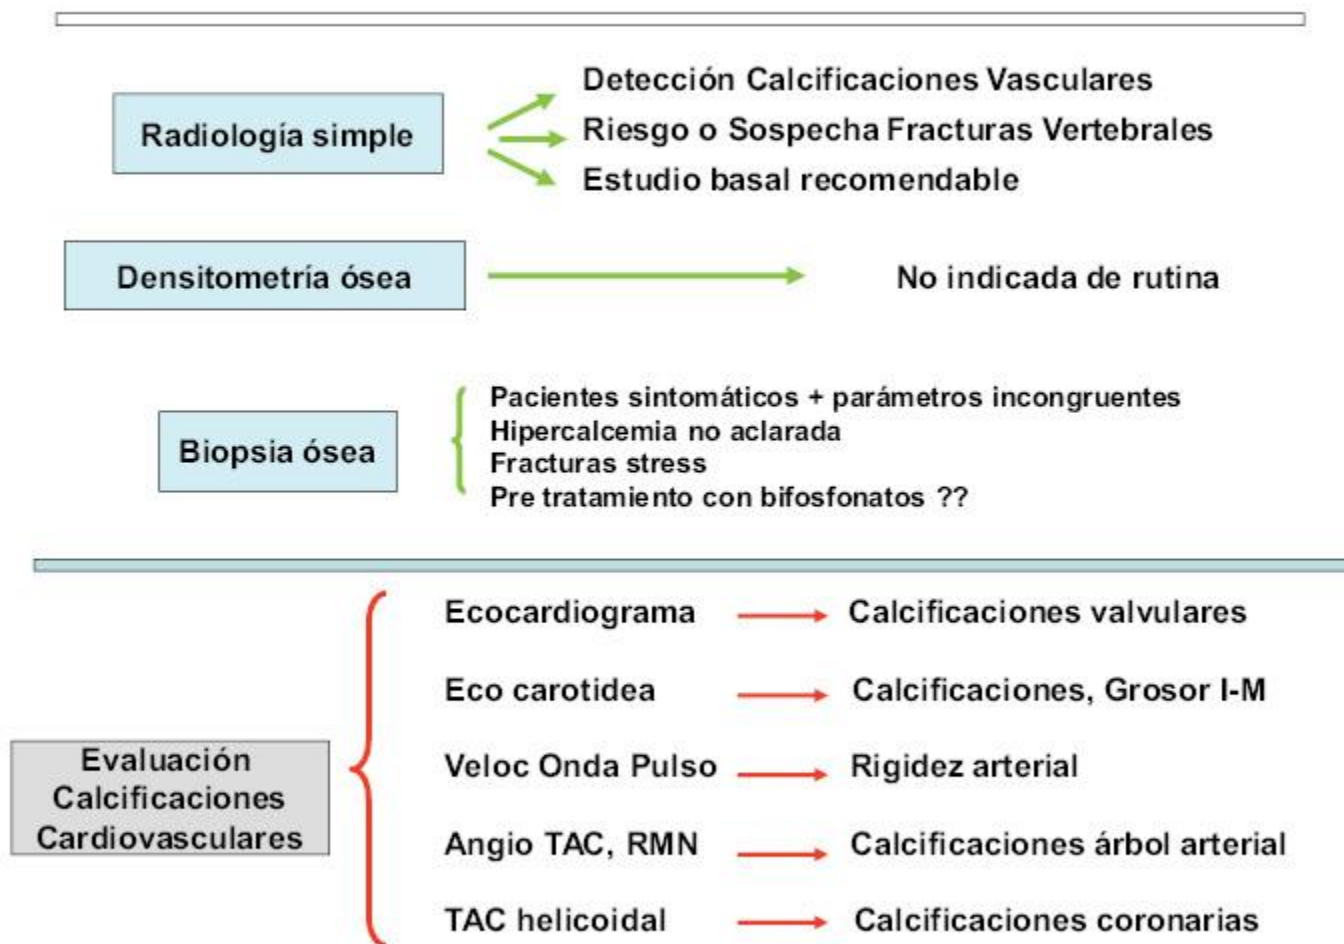 Radiología simple
Detección Calcificaciones Vasculares
Riesgo o Sospecha Fracturas Vertebrales
Estudio basal recomendable
Densitometría ósea
No indicada de rutina
Biopsia ósea
Pacientes sintomáticos + parámetros incongruentes
Hipercalcemia no aclarada
Fracturas stress
Pre tratamiento con bifosfonatos ??
Evaluación
Calcificaciones
Cardiovasculares
Ecocardiograma
Calcificaciones valvulares
Eco carotidea
Calcificaciones, Grosor I-M
Veloc Onda Pulso
Rigidez arterial
Angio TAC, RMN
Calcificaciones árbol arterial
TAC helicoidal
Calcificaciones coronarias